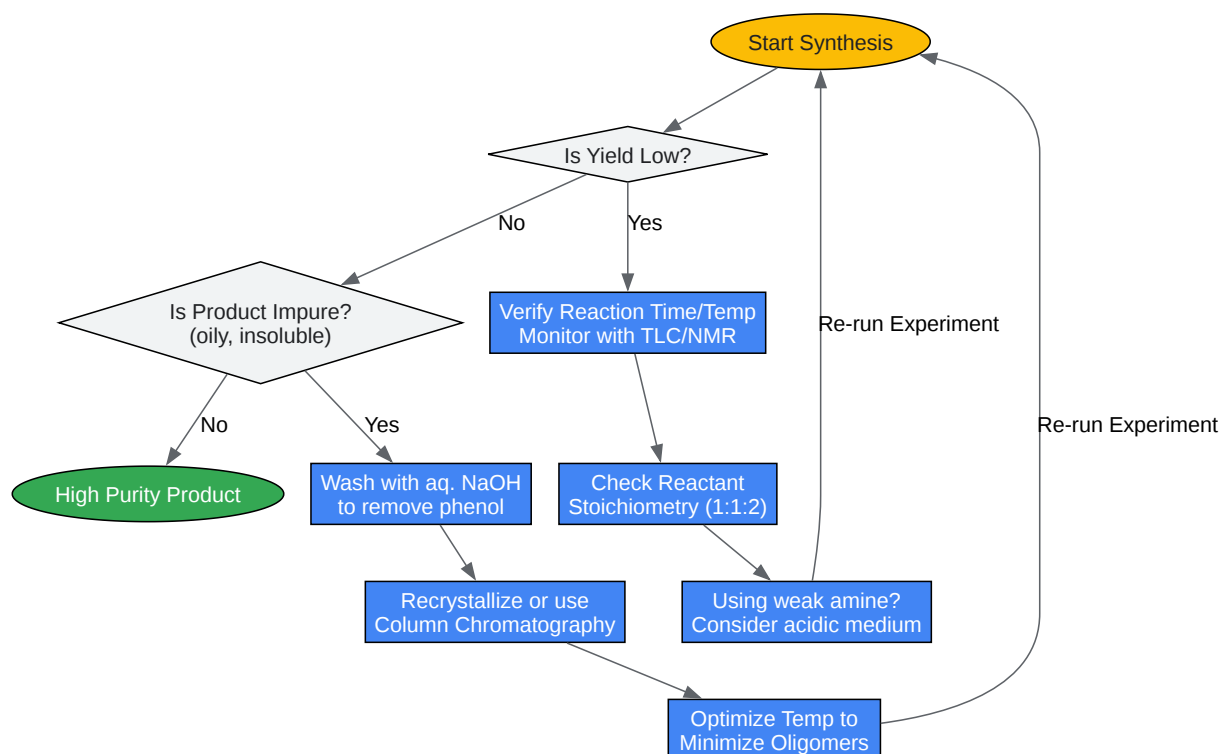 Start Synthesis
Is Yield Low?
No
Yes
Is Product Impure?
(oily, insoluble)
Verify Reaction Time/Temp
Monitor with TLC/NMR
Re-run Experiment
Re-run Experiment
No
Yes
High Purity Product
Wash with aq. NaOH
to remove phenol
Check Reactant
Stoichiometry (1:1:2)
Recrystallize or use
Column Chromatography
Using weak amine?
Consider acidic medium
Optimize Temp to
Minimize Oligomers